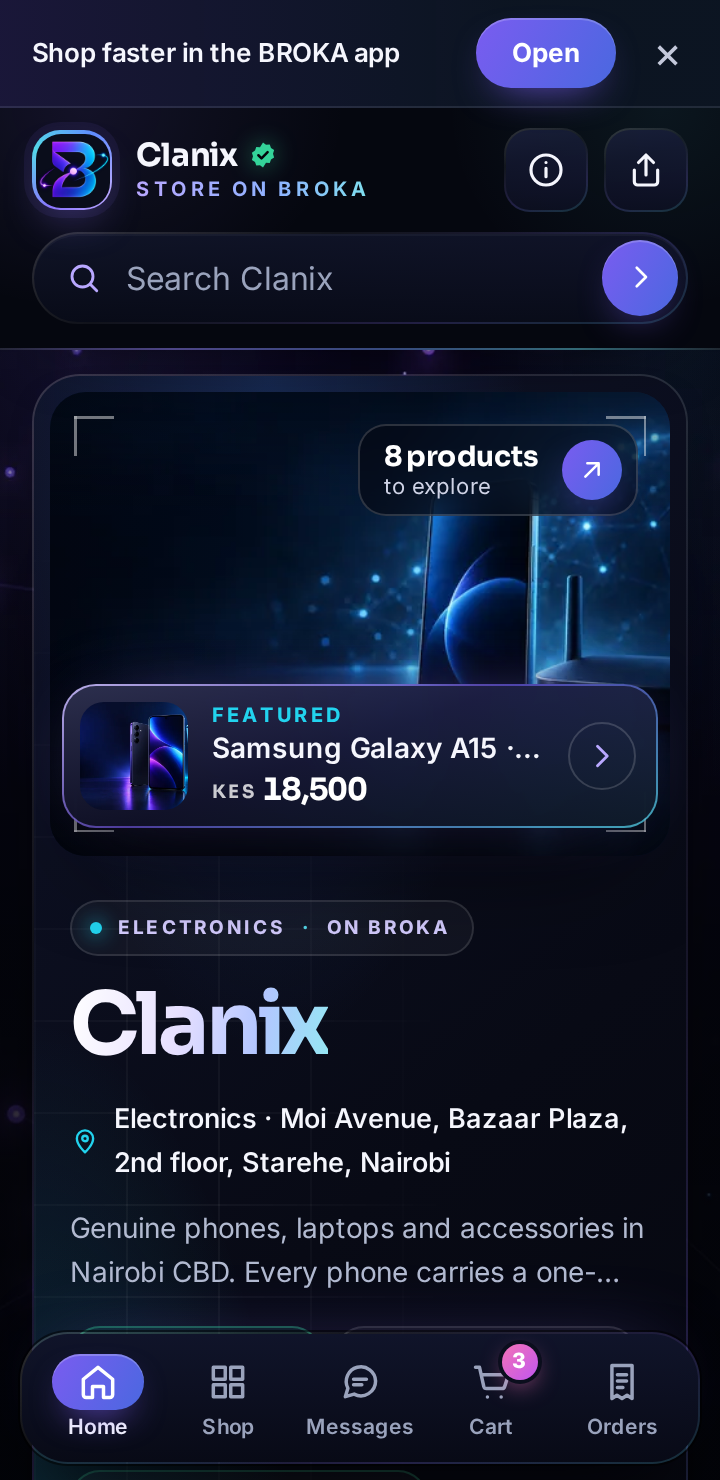 Shop faster in the BROKA app
Open
Clanix
STORE ON BROKA
Search Clanix
8 products
to explore
FEATURED
Samsung Galaxy A15 ·...
KES 18,500
ELECTRONICS · ON BROKA
Clanix
Electronics · Moi Avenue, Bazaar Plaza,
2nd floor, Starehe, Nairobi
Genuine phones, laptops and accessories in
Nairobi CBD. Every phone carries a one-...
3
Home
Shop
Messages
Cart
Orders